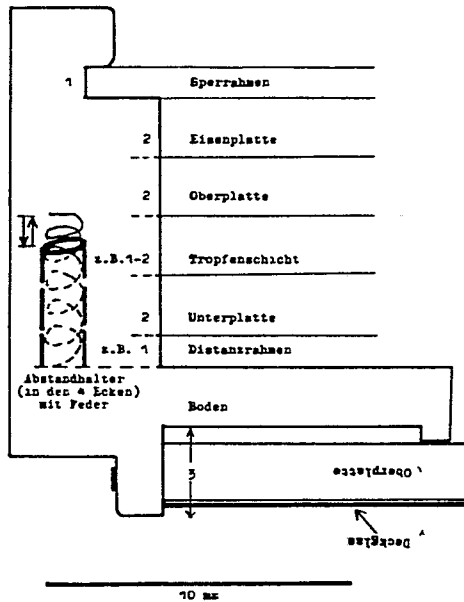 1 Sperrahmen
2 Eisenplatte
2 Oberplatte
z.B.1-2 Tropfenschicht
2 Unterplatte
z.B. 1 Distanzrahmen
Abstandhalter
(in den 4 Ecken)
mit Feder
Boden
3
Oberplatte
Deckglas
10 mm